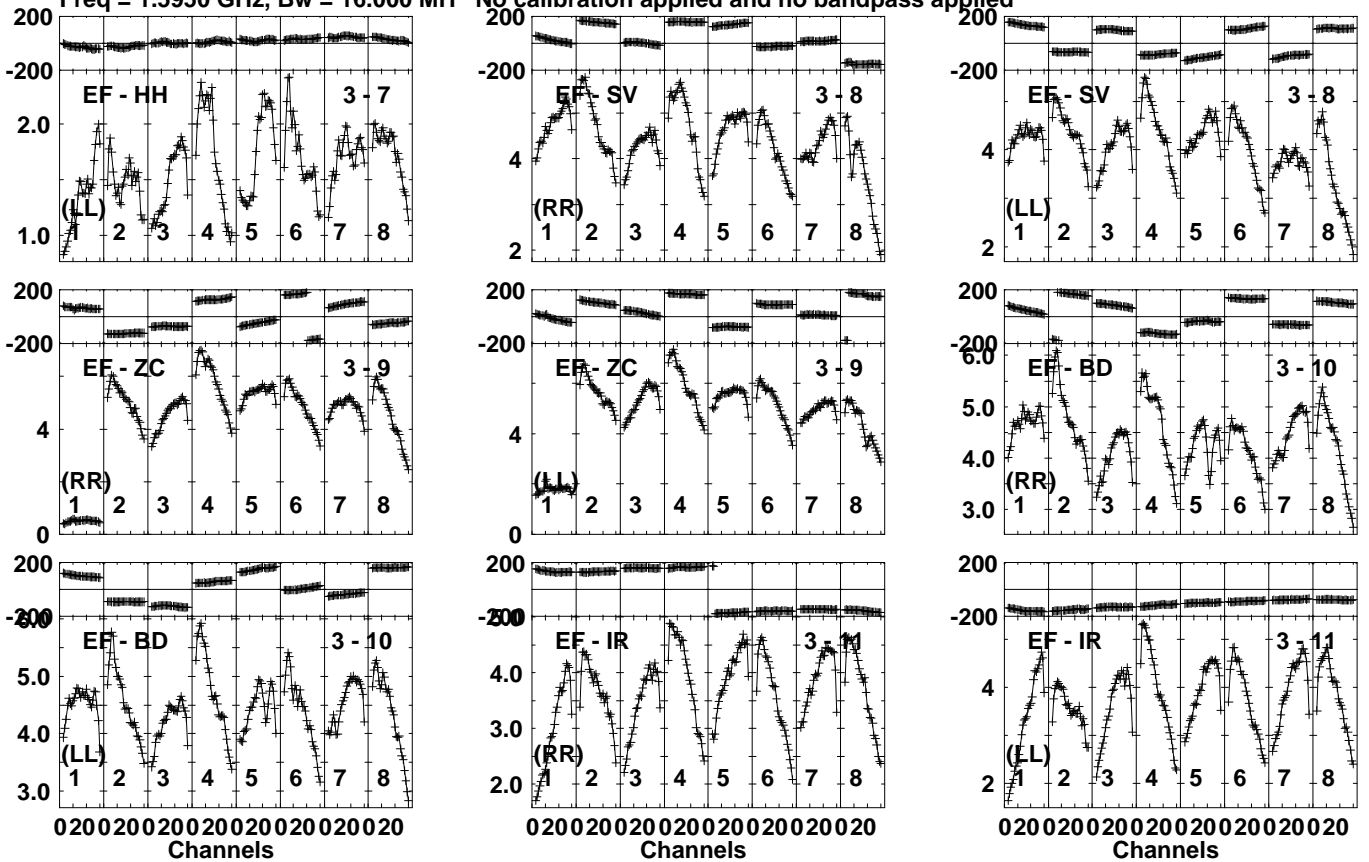 Freq = 1.5950 GHz, Bw = 16.000 MH No calibration applied and no bandpass applied
200 200 200
-200 -200 -200
EF - HH 3 - 7 EF - SV 3 - 8 EF - SV 3 - 8
2.0 4 4
(LL) (RR) (LL)
1 2 3 4 5 6 7 8 1 2 3 4 5 6 7 8 1 2 3 4 5 6 7 8
1.0 2 2
200 200 200
-200 -200 -200
6.0
EF - ZC 3 - 9 EF - ZC 3 - 9 EF - BD 3 - 10
5.0
4 4 4.0
(RR) (LL) (RR)
1 2 3 4 5 6 7 8 1 2 3 4 5 6 7 8 1 2 3 4 5 6 7 8
0 0 3.0
200 200 200
-200 -200 -200
6.0 5.0
EF - BD 3 - 10 EF - IR 3 - 11 EF - IR 3 - 11
5.0 4.0 4
4.0 3.0
(LL) (RR) (LL)
1 2 3 4 5 6 7 8 1 2 3 4 5 6 7 8 1 2 3 4 5 6 7 8
3.0 2.0 2
0 20 0 20 0 20 0 20 0 20 0 20 0 20 0 20 0 20 0 20 0 20 0 20 0 20 0 20 0 20 0 20 0 20 0 20 0 20 0 20 0 20 0 20 0 20 0 20
Channels Channels Channels